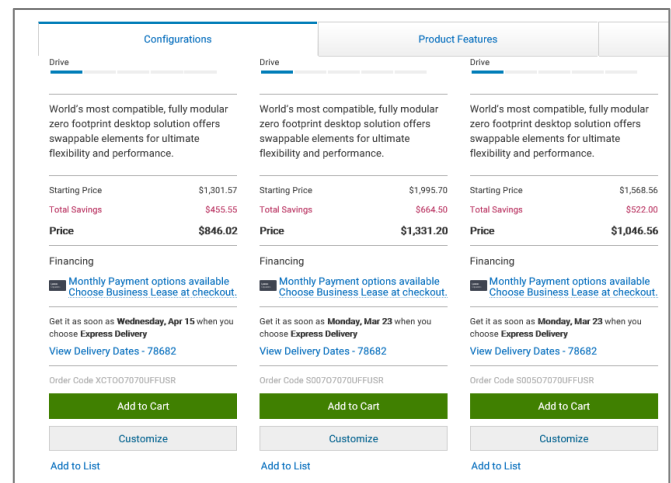 Configurations
Product Features
Drive
World's most compatible, fully modular
zero footprint desktop solution offers
swappable elements for ultimate
flexibility and performance.
Starting Price $1,301.57
Total Savings $455.55
Price $846.02
Financing
Monthly Payment options available
Choose Business Lease at checkout.
Get it as soon as Wednesday, Apr 15 when you
choose Express Delivery
View Delivery Dates - 78682
Order Code XCTOO7070UFFUSR
Add to Cart
Customize
Add to List
Drive
World's most compatible, fully modular
zero footprint desktop solution offers
swappable elements for ultimate
flexibility and performance.
Starting Price $1,995.70
Total Savings $664.50
Price $1,331.20
Financing
Monthly Payment options available
Choose Business Lease at checkout.
Get it as soon as Monday, Mar 23 when you
choose Express Delivery
View Delivery Dates - 78682
Order Code S007O7070UFFUSR
Add to Cart
Customize
Add to List
Drive
World's most compatible, fully modular
zero footprint desktop solution offers
swappable elements for ultimate
flexibility and performance.
Starting Price $1,568.56
Total Savings $522.00
Price $1,046.56
Financing
Monthly Payment options available
Choose Business Lease at checkout.
Get it as soon as Monday, Mar 23 when you
choose Express Delivery
View Delivery Dates - 78682
Order Code S005O7070UFFUSR
Add to Cart
Customize
Add to List